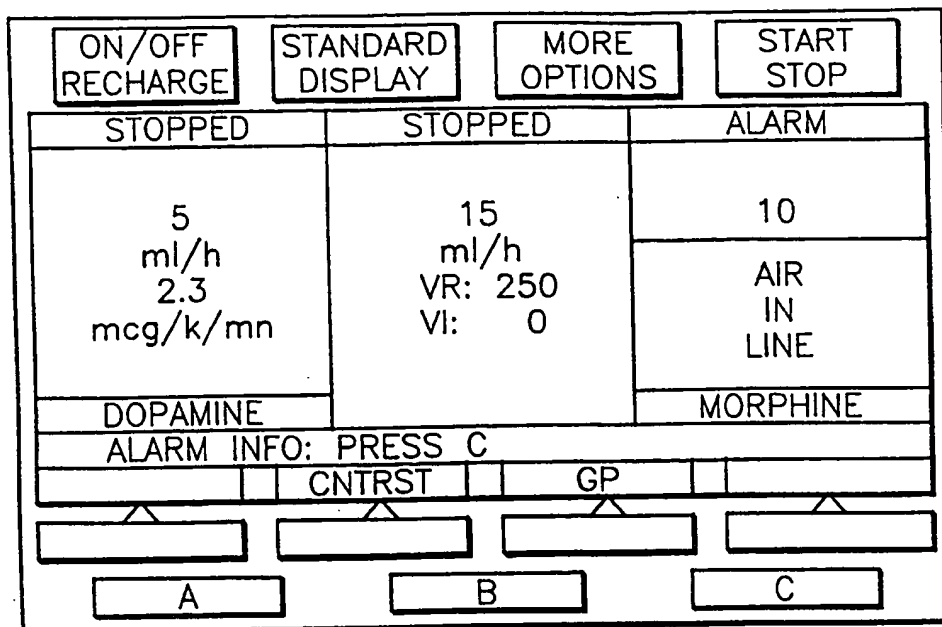 ON/OFF
RECHARGE
STANDARD
DISPLAY
MORE
OPTIONS
START
STOP
STOPPED
5
ml/h
2.3
mcg/k/mn
DOPAMINE
STOPPED
15
ml/h
VR: 250
VI: 0
ALARM
10
AIR
IN
LINE
MORPHINE
ALARM INFO: PRESS C
CNTRST
GP
A
B
C